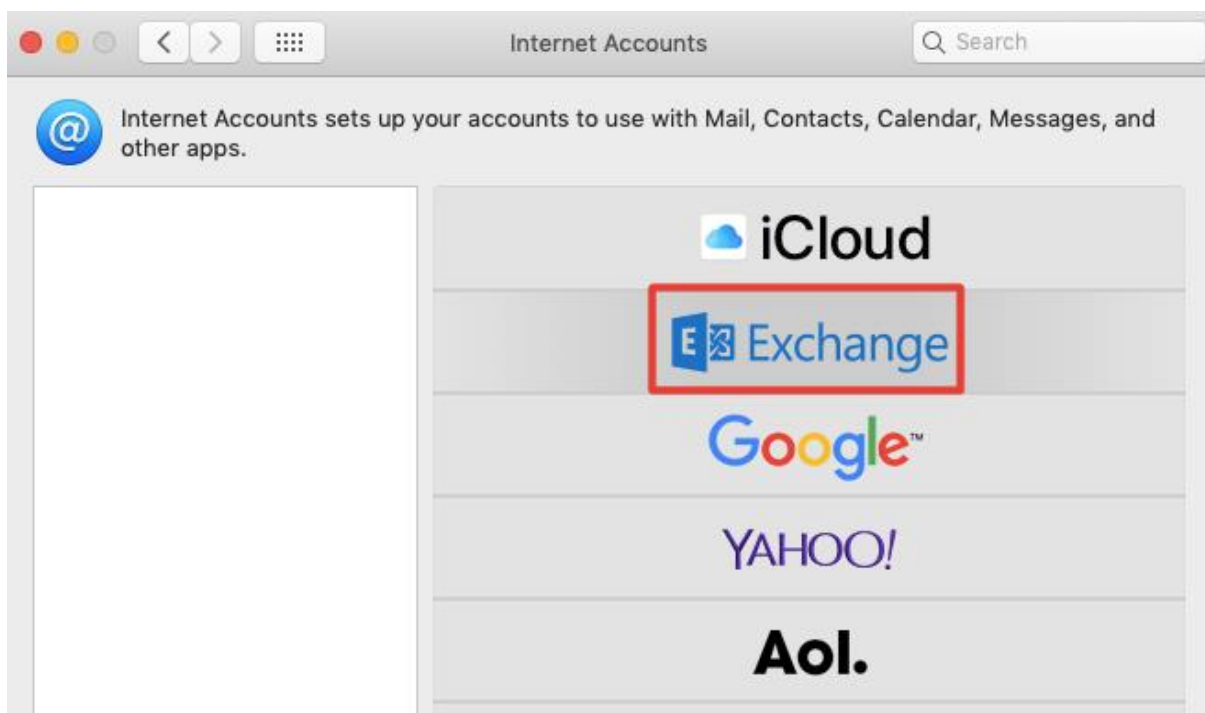 Internet Accounts
Search
@
Internet Accounts sets up your accounts to use with Mail, Contacts, Calendar, Messages, and
other apps.
iCloud
E Exchange
Google™
YAHOO!
Aol.